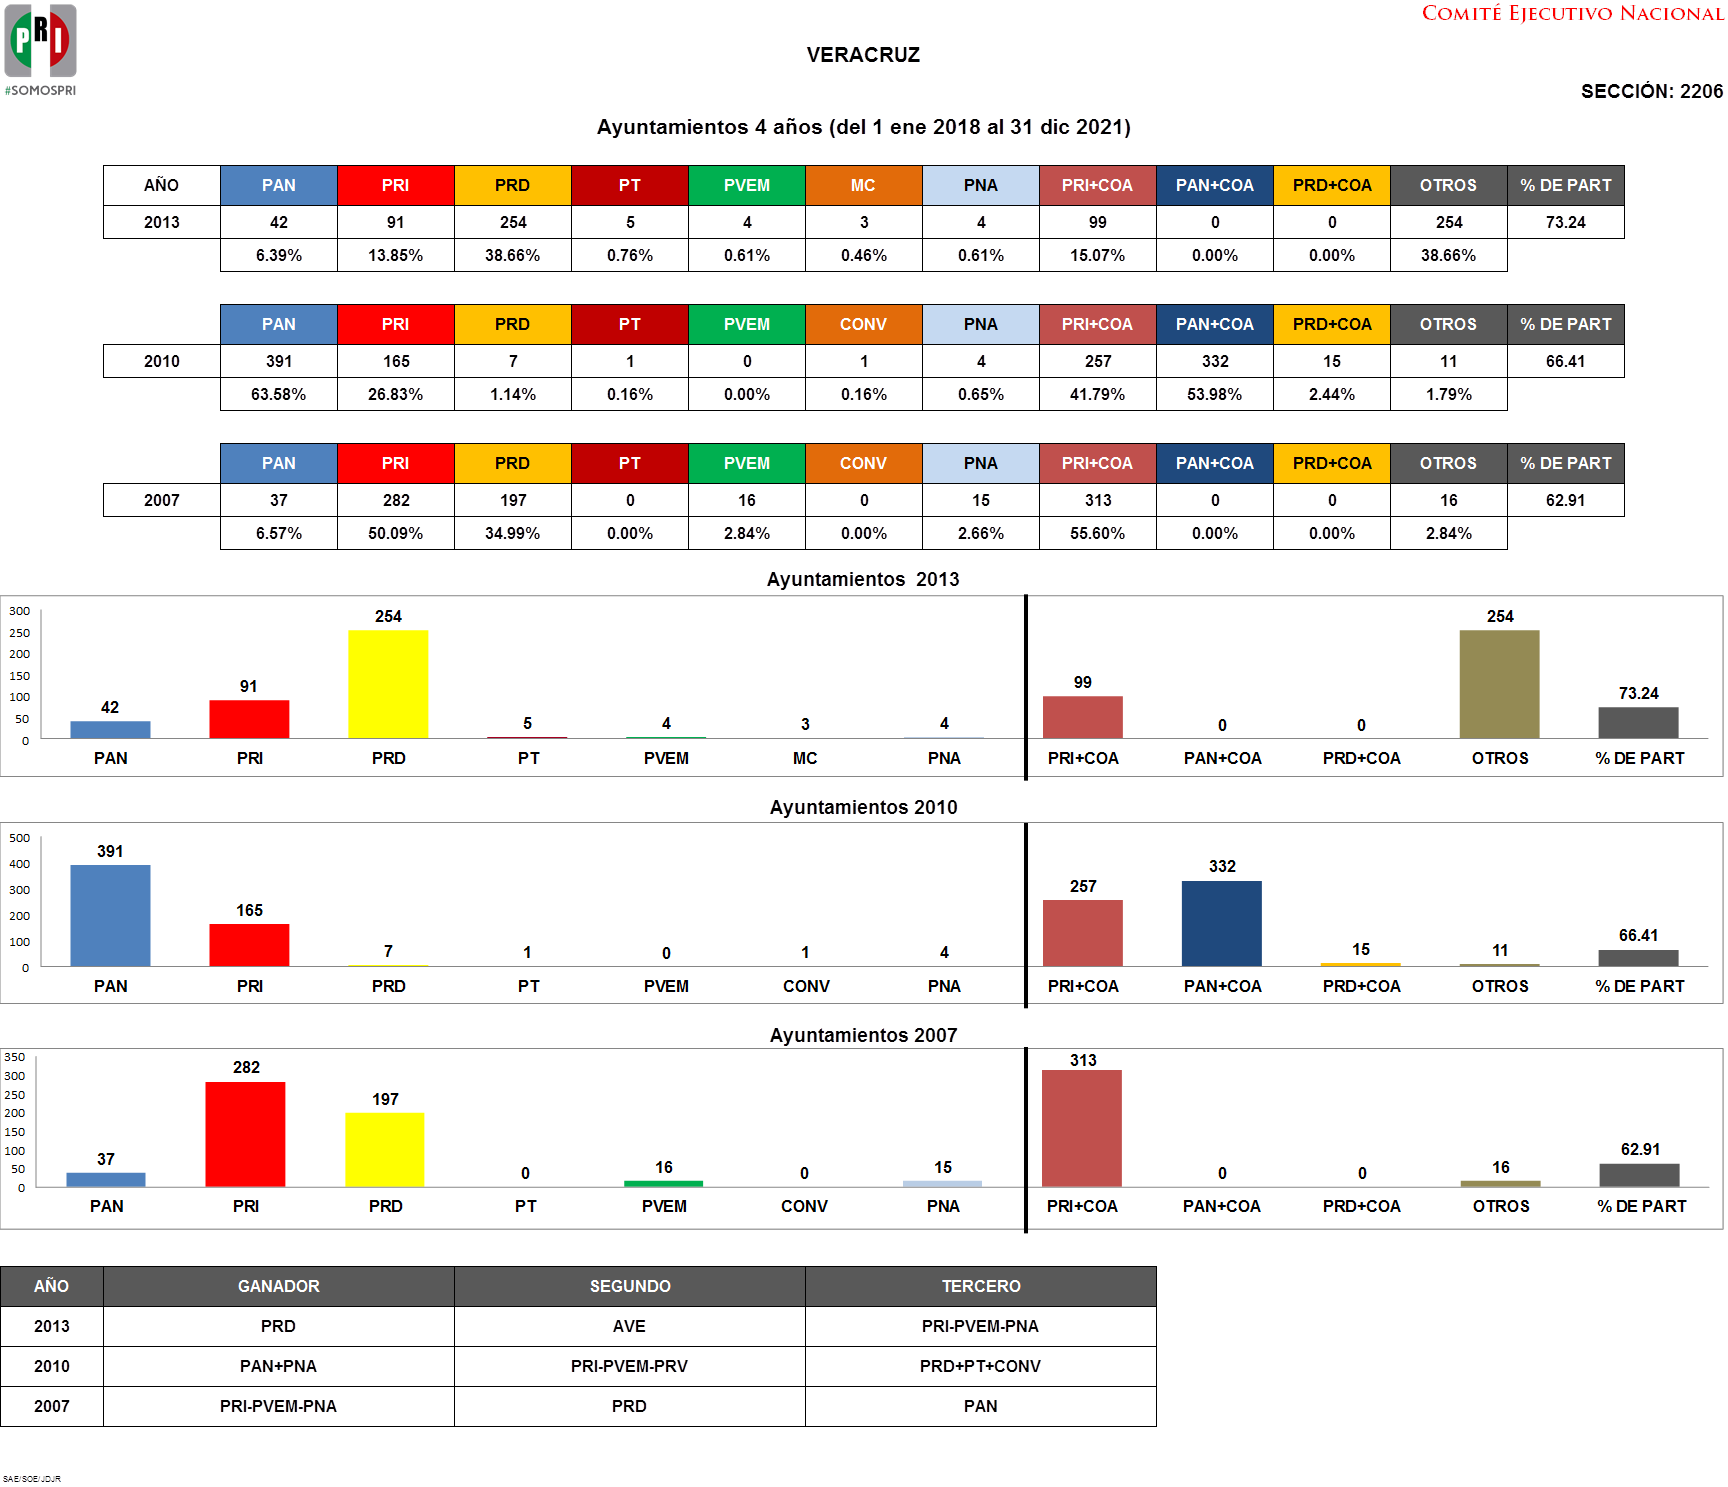 PRI
#SOMOSPRI
COMITÉ EJECUTIVO NACIONAL
VERACRUZ
SECCIÓN: 2206
Ayuntamientos 4 años (del 1 ene 2018 al 31 dic 2021)
AÑO PAN PRI PRD PT PVEM MC PNA PRI+COA PAN+COA PRD+COA OTROS % DE PART
2013 42 91 254 5 4 3 4 99 0 0 254 73.24
6.39% 13.85% 38.66% 0.76% 0.61% 0.46% 0.61% 15.07% 0.00% 0.00% 38.66%
PAN PRI PRD PT PVEM CONV PNA PRI+COA PAN+COA PRD+COA OTROS % DE PART
2010 391 165 7 1 0 1 4 257 332 15 11 66.41
63.58% 26.83% 1.14% 0.16% 0.00% 0.16% 0.65% 41.79% 53.98% 2.44% 1.79%
PAN PRI PRD PT PVEM CONV PNA PRI+COA PAN+COA PRD+COA OTROS % DE PART
2007 37 282 197 0 16 0 15 313 0 0 16 62.91
6.57% 50.09% 34.99% 0.00% 2.84% 0.00% 2.66% 55.60% 0.00% 0.00% 2.84%
Ayuntamientos 2013
300
250
200
150
100
50
0
42 91 254 5 4 3 4 99 0 0 254 73.24
PAN PRI PRD PT PVEM MC PNA PRI+COA PAN+COA PRD+COA OTROS % DE PART
Ayuntamientos 2010
500
400
300
200
100
0
391 165 7 1 0 1 4 257 332 15 11 66.41
PAN PRI PRD PT PVEM CONV PNA PRI+COA PAN+COA PRD+COA OTROS % DE PART
Ayuntamientos 2007
350
300
250
200
150
100
50
0
37 282 197 0 16 0 15 313 0 0 16 62.91
PAN PRI PRD PT PVEM CONV PNA PRI+COA PAN+COA PRD+COA OTROS % DE PART
AÑO GANADOR SEGUNDO TERCERO
2013 PRD AVE PRI-PVEM-PNA
2010 PAN+PNA PRI-PVEM-PRV PRD+PT+CONV
2007 PRI-PVEM-PNA PRD PAN
SAE/SOE/JDJR